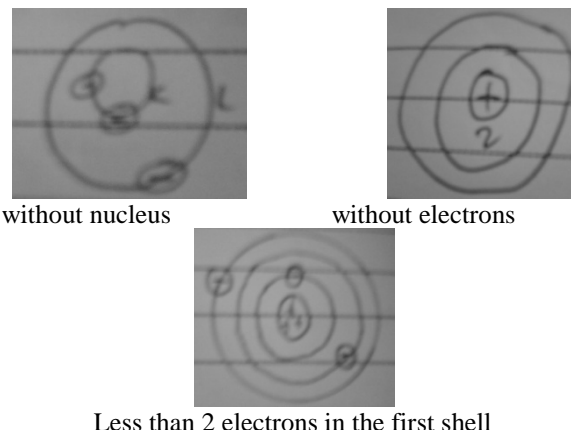 K L
+
2
without nucleus
without electrons
Less than 2 electrons in the first shell